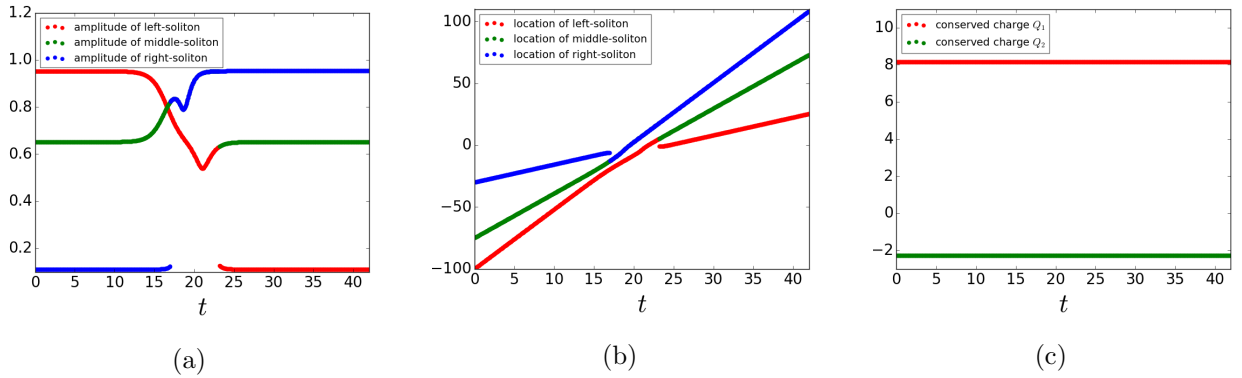 amplitude of left-soliton
amplitude of middle-soliton
amplitude of right-soliton
1.2
1.0
0.8
0.6
0.4
0.2
0 5 10 15 20 25 30 35 40
t
(a)
location of left-soliton
location of middle-soliton
location of right-soliton
100
50
0
−50
−100
0 5 10 15 20 25 30 35 40
t
(b)
conserved charge Q₁
conserved charge Q₂
10
8
6
4
2
0
−2
0 5 10 15 20 25 30 35 40
t
(c)